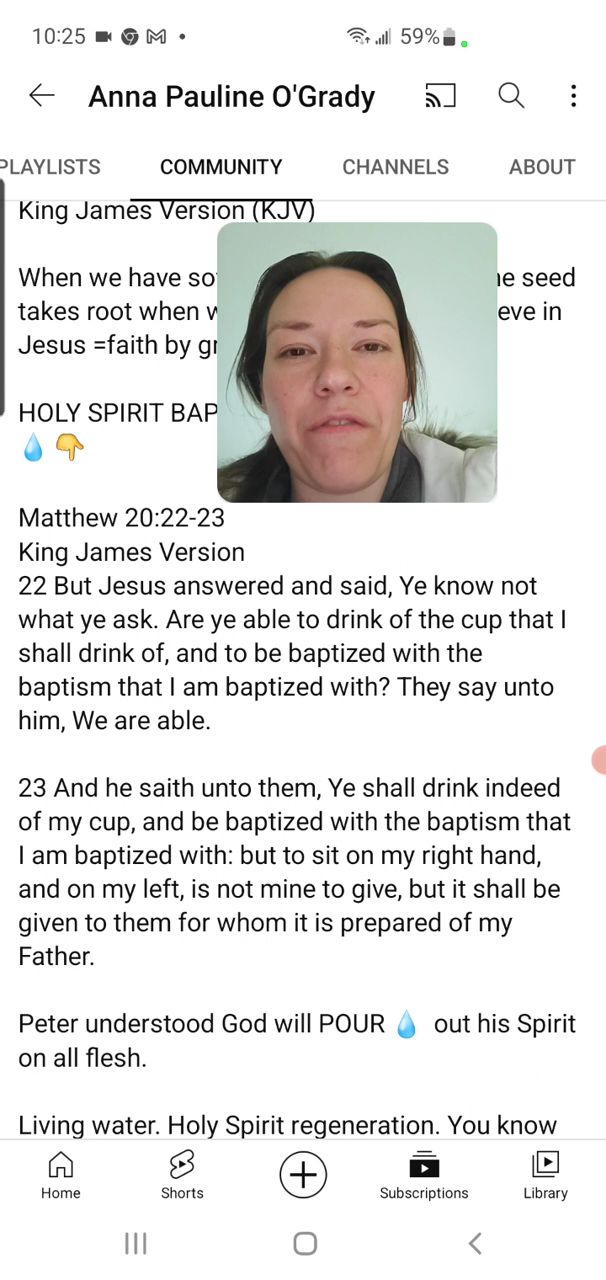 10:25
59%
Anna Pauline O'Grady
PLAYLISTS COMMUNITY CHANNELS ABOUT
King James Version (KJV)
When we have so seed
takes root when in
Jesus =faith by
HOLY SPIRIT
💧 👇
Matthew 20:22-23
King James Version
22 But Jesus answered and said, Ye know not
what ye ask. Are ye able to drink of the cup that I
shall drink of, and to be baptized with the
baptism that I am baptized with? They say unto
him, We are able.
23 And he saith unto them, Ye shall drink indeed
of my cup, and be baptized with the baptism that
I am baptized with: but to sit on my right hand,
and on my left, is not mine to give, but it shall be
given to them for whom it is prepared of my
Father.
Peter understood God will POUR 💧 out his Spirit
on all flesh.
Living water. Holy Spirit regeneration. You know
Home Shorts Subscriptions Library